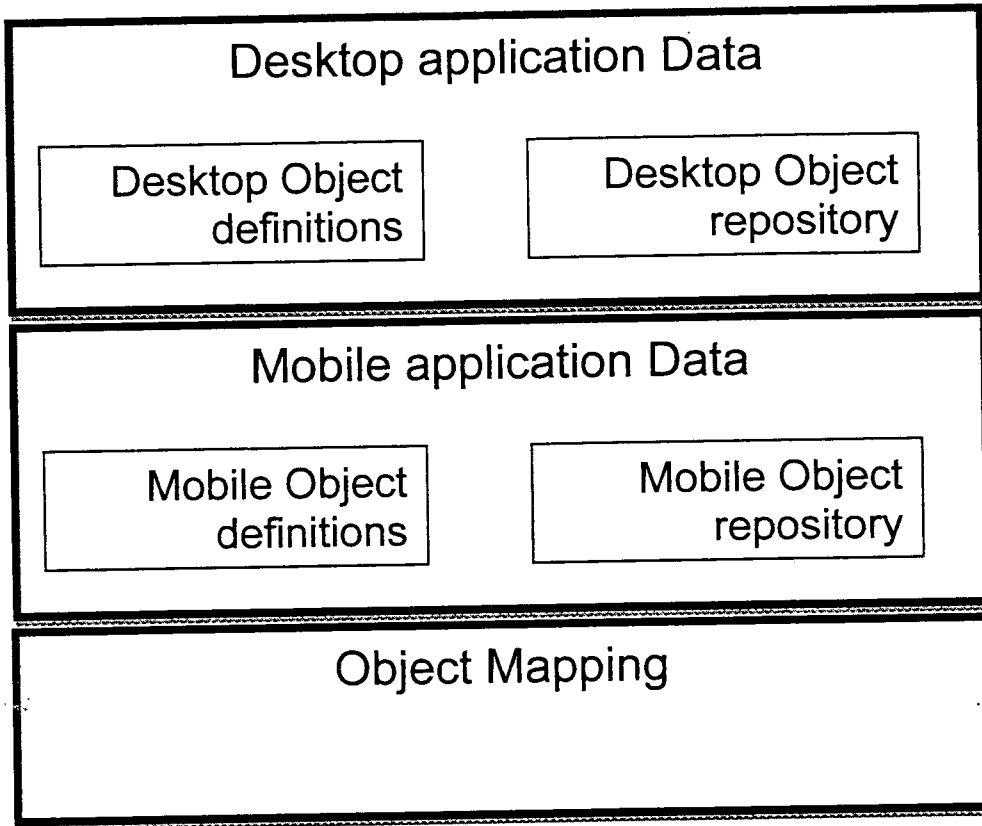 Desktop application Data
Desktop Object
definitions
Desktop Object
repository
Mobile application Data
Mobile Object
definitions
Mobile Object
repository
Object Mapping